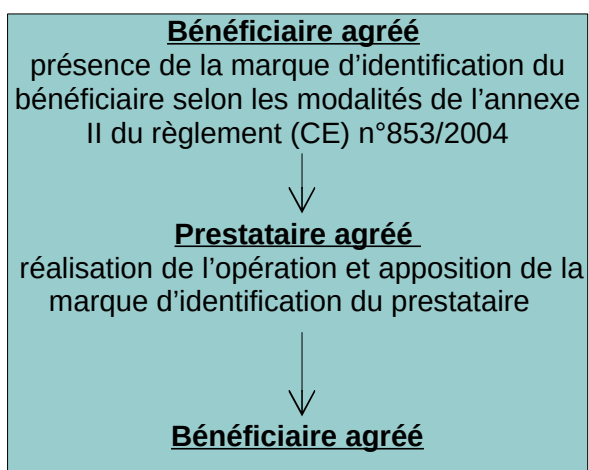 Bénéficiaire agréé
présence de la marque d’identification du
bénéficiaire selon les modalités de l’annexe
II du règlement (CE) n°853/2004
Prestataire agréé
réalisation de l’opération et apposition de la
marque d’identification du prestataire
Bénéficiaire agréé